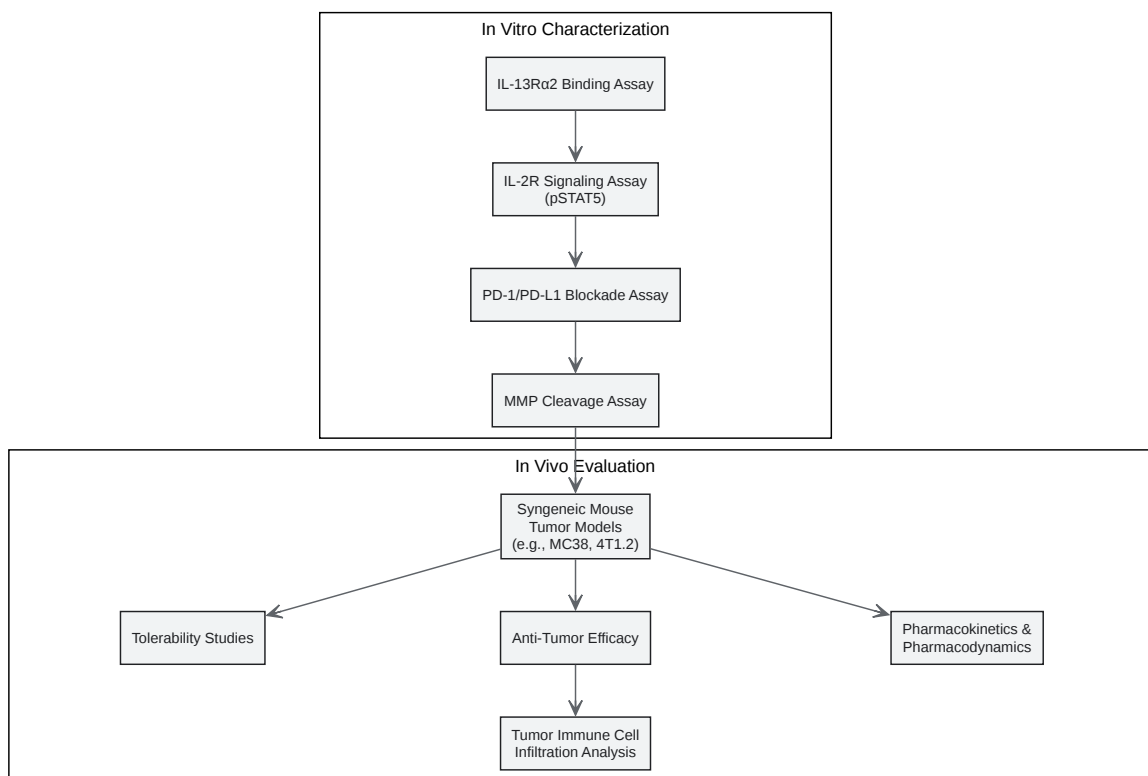 In Vitro Characterization
IL-13Rα2 Binding Assay
IL-2R Signaling Assay
(pSTAT5)
PD-1/PD-L1 Blockade Assay
MMP Cleavage Assay
In Vivo Evaluation
Syngeneic Mouse
Tumor Models
(e.g., MC38, 4T1.2)
Tolerability Studies
Anti-Tumor Efficacy
Pharmacokinetics &
Pharmacodynamics
Tumor Immune Cell
Infiltration Analysis